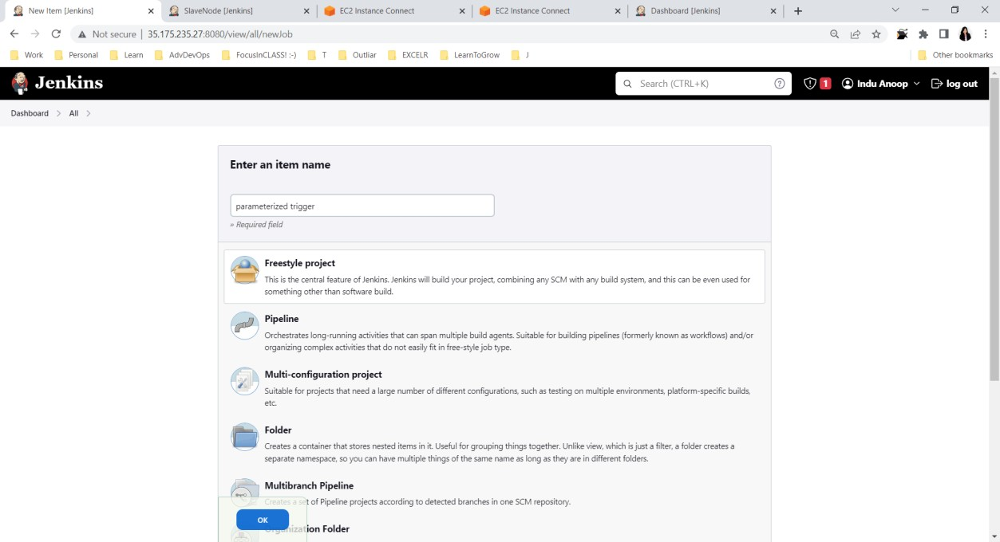 New Item [Jenkins]
SlaveNode [Jenkins]
EC2 Instance Connect
EC2 Instance Connect
Dashboard [Jenkins]
Not secure | 35.175.235.27:8080/view/all/newJob
Work Personal Learn AdvDevOps FocusInCLASS! :-) T Outliar EXCELR LearnToGrow J Other bookmarks
Jenkins
Search (CTRL+K)
1
Indu Anoop
log out
Dashboard All
Enter an item name
parameterized trigger
» Required field
Freestyle project
This is the central feature of Jenkins. Jenkins will build your project, combining any SCM with any build system, and this can be even used for
something other than software build.
Pipeline
Orchestrates long-running activities that can span multiple build agents. Suitable for building pipelines (formerly known as workflows) and/or
organizing complex activities that do not easily fit in free-style job type.
Multi-configuration project
Suitable for projects that need a large number of different configurations, such as testing on multiple environments, platform-specific builds,
etc.
Folder
Creates a container that stores nested items in it. Useful for grouping things together. Unlike view, which is just a filter, a folder creates a
separate namespace, so you can have multiple things of the same name as long as they are in different folders.
Multibranch Pipeline
Creates a set of Pipeline projects according to detected branches in one SCM repository.
OK
Organization Folder